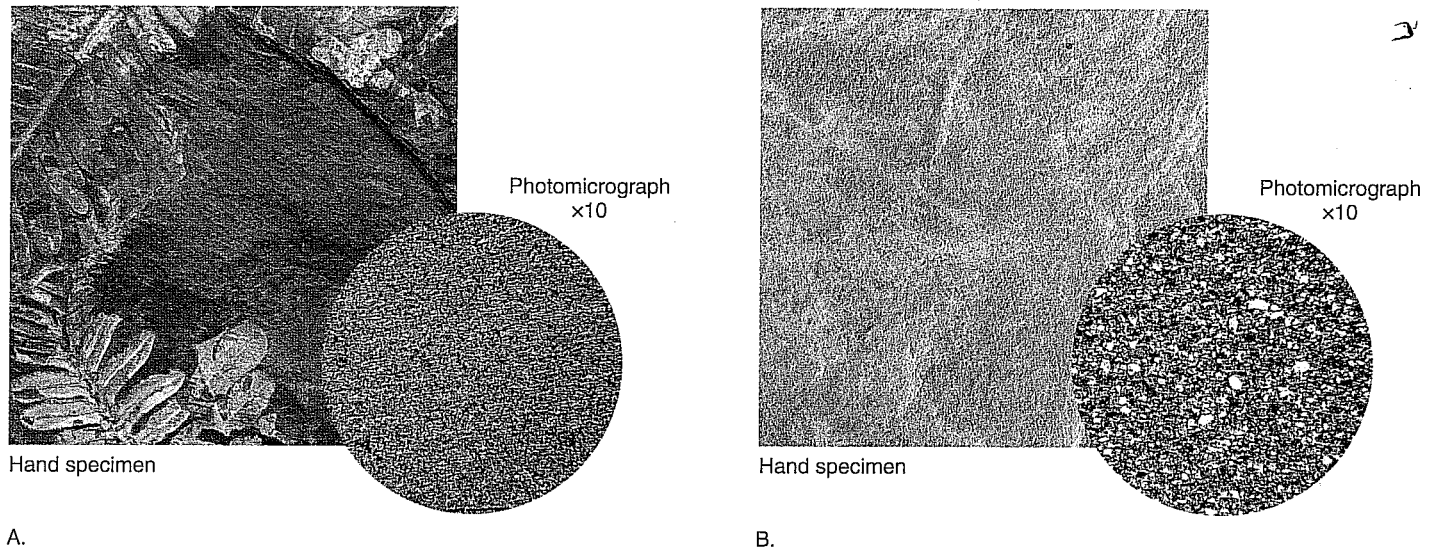 Photomicrograph
×10
Hand specimen
A.
Photomicrograph
×10
Hand specimen
B.